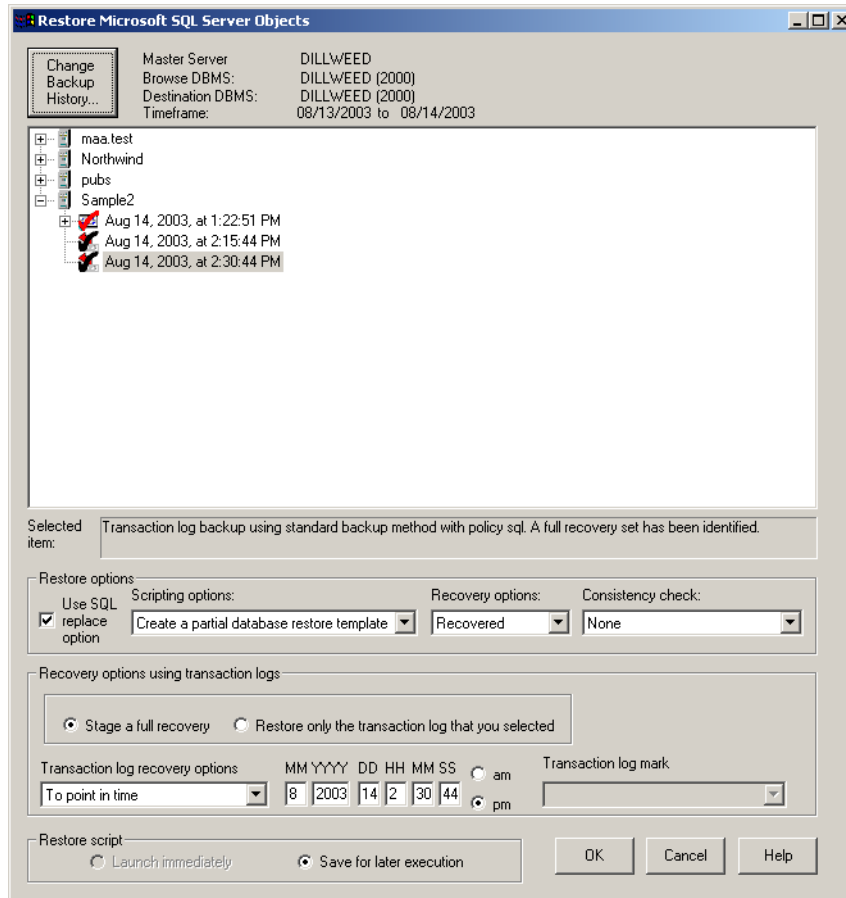 Restore Microsoft SQL Server Objects
Change
Backup
History...
Master Server DILLWEED
Browse DBMS: DILLWEED (2000)
Destination DBMS: DILLWEED (2000)
Timeframe: 08/13/2003 to 08/14/2003
maa.test
Northwind
pubs
Sample2
Aug 14, 2003, at 1:22:51 PM
Aug 14, 2003, at 2:15:44 PM
Aug 14, 2003, at 2:30:44 PM
Selected
item:
Transaction log backup using standard backup method with policy sql. A full recovery set has been identified.
Restore options
Use SQL
replace
option
Scripting options: Recovery options: Consistency check:
Create a partial database restore template Recovered None
Recovery options using transaction logs
Stage a full recovery Restore only the transaction log that you selected
Transaction log recovery options MM YYYY DD HH MM SS am Transaction log mark
To point in time 8 2003 14 2 30 44 pm
Restore script
Launch immediately Save for later execution OK Cancel Help